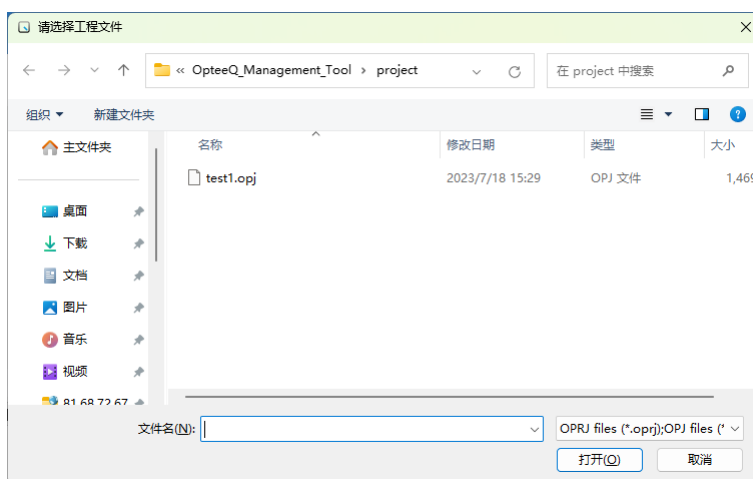 请选择工程文件
« OpteeQ_Management_Tool › project
在 project 中搜索
组织
新建文件夹
主文件夹
名称
修改日期
类型
大小
test1.opj
2023/7/18 15:29
OPJ 文件
1,469
桌面
下载
文档
图片
音乐
视频
81.68.72.67
文件名(N):
OPRJ files (*.oprj);OPJ files (*
打开(O)
取消